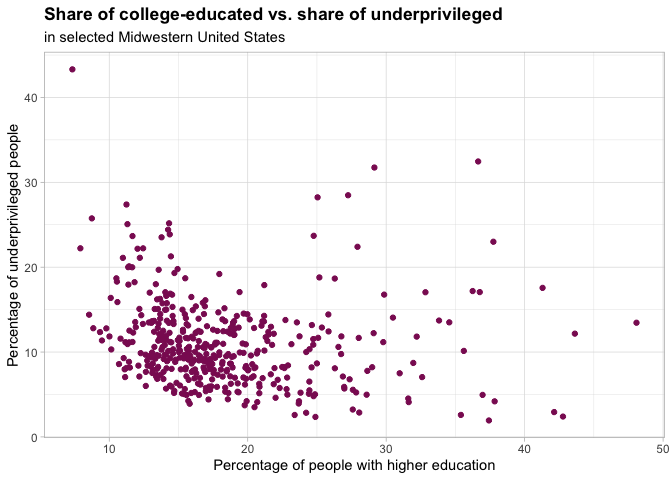 Share of college-educated vs. share of underprivileged
in selected Midwestern United States
Percentage of underprivileged people
40
30
20
10
0
10
20
30
40
50
Percentage of people with higher education